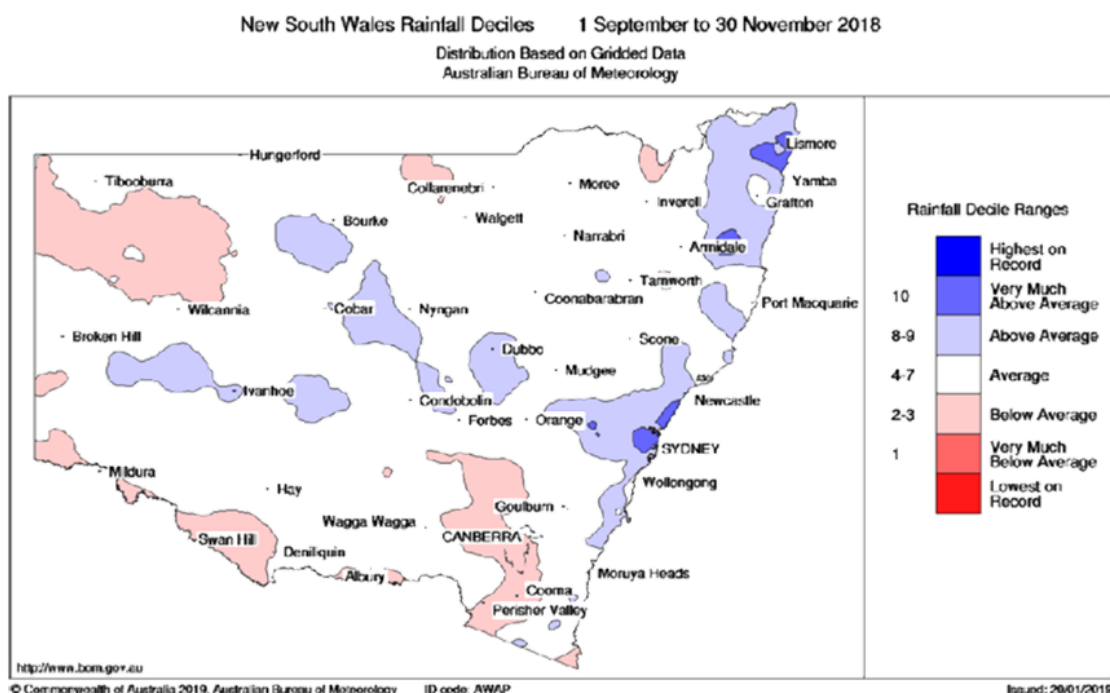 New South Wales Rainfall Deciles 1 September to 30 November 2018
Distribution Based on Gridded Data
Australian Bureau of Meteorology
Hungerford
Lismore
Tibooburra
Collarenebri
Moree
Yamba
Inverell
Grafton
Bourke
Walgett
Narrabri
Armidale
Tamworth
Coonabarabran
Port Macquarie
Wilcannia
Cobar
Nyngan
Broken Hill
Scone
Dubbo
Mudgee
Ivanhoe
Condobolin
Newcastle
Forbes
Orange
SYDNEY
Mildura
Wollongong
Hay
Goulburn
Wagga Wagga
CANBERRA
Swan Hill
Deniliquin
Albury
Moruya Heads
Cooma
Perisher Valley
Rainfall Decile Ranges
Highest on
Record
10 Very Much
Above Average
8-9 Above Average
4-7 Average
2-3 Below Average
1 Very Much
Below Average
Lowest on
Record
http://www.bom.gov.au
© Commonwealth of Australia 2019, Australian Bureau of Meteorology ID code: AWAP Issued: 20/01/2019